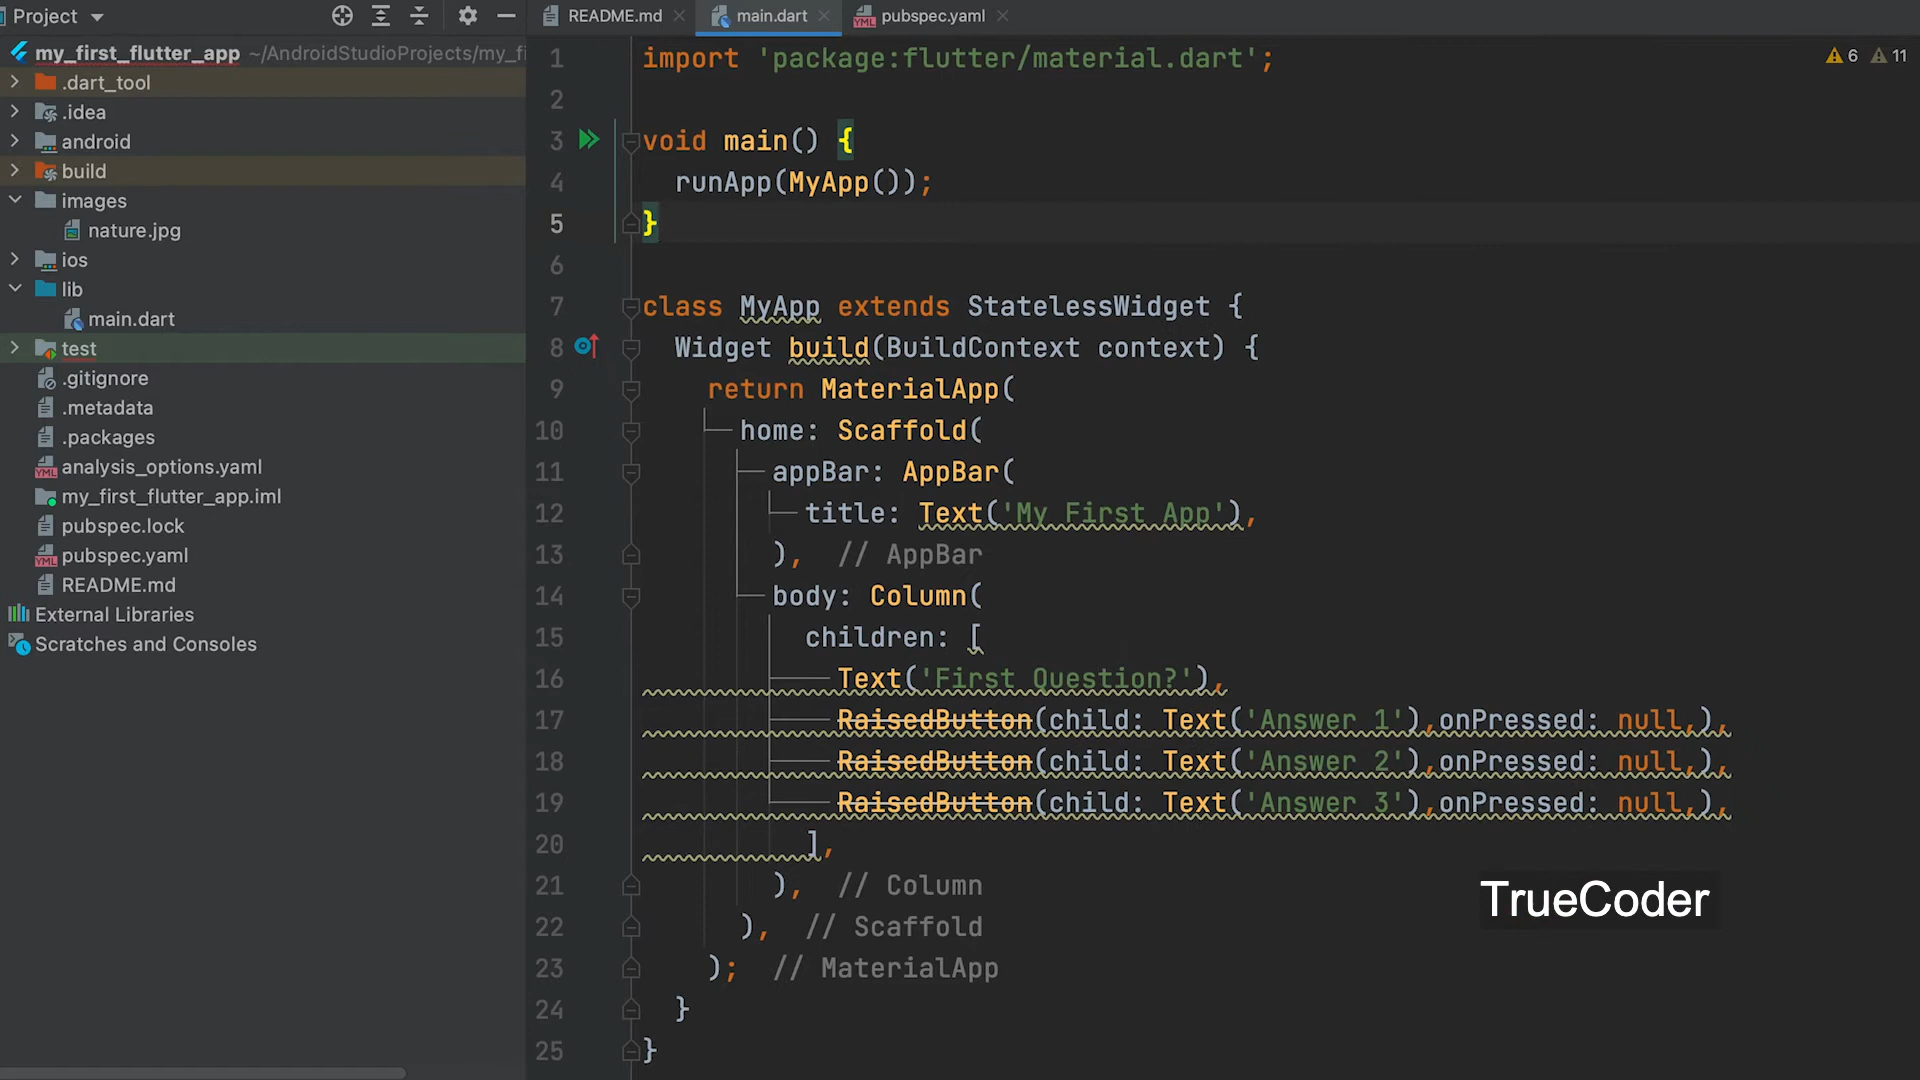 Project
README.md
main.dart
pubspec.yaml
my_first_flutter_app ~/AndroidStudioProjects/my_fi
.dart_tool
.idea
android
build
images
nature.jpg
ios
lib
main.dart
test
.gitignore
.metadata
.packages
analysis_options.yaml
my_first_flutter_app.iml
pubspec.lock
pubspec.yaml
README.md
External Libraries
Scratches and Consoles
6 11
1 import 'package:flutter/material.dart';
2
3 void main() {
4 runApp(MyApp());
5 }
6
7 class MyApp extends StatelessWidget {
8 Widget build(BuildContext context) {
9 return MaterialApp(
10 home: Scaffold(
11 appBar: AppBar(
12 title: Text('My First App'),
13 ), // AppBar
14 body: Column(
15 children: [
16 Text('First Question?'),
17 RaisedButton(child: Text('Answer 1'),onPressed: null,),
18 RaisedButton(child: Text('Answer 2'),onPressed: null,),
19 RaisedButton(child: Text('Answer 3'),onPressed: null,),
20 ],
21 ), // Column
22 ), // Scaffold
23 ); // MaterialApp
24 }
25 }
TrueCoder